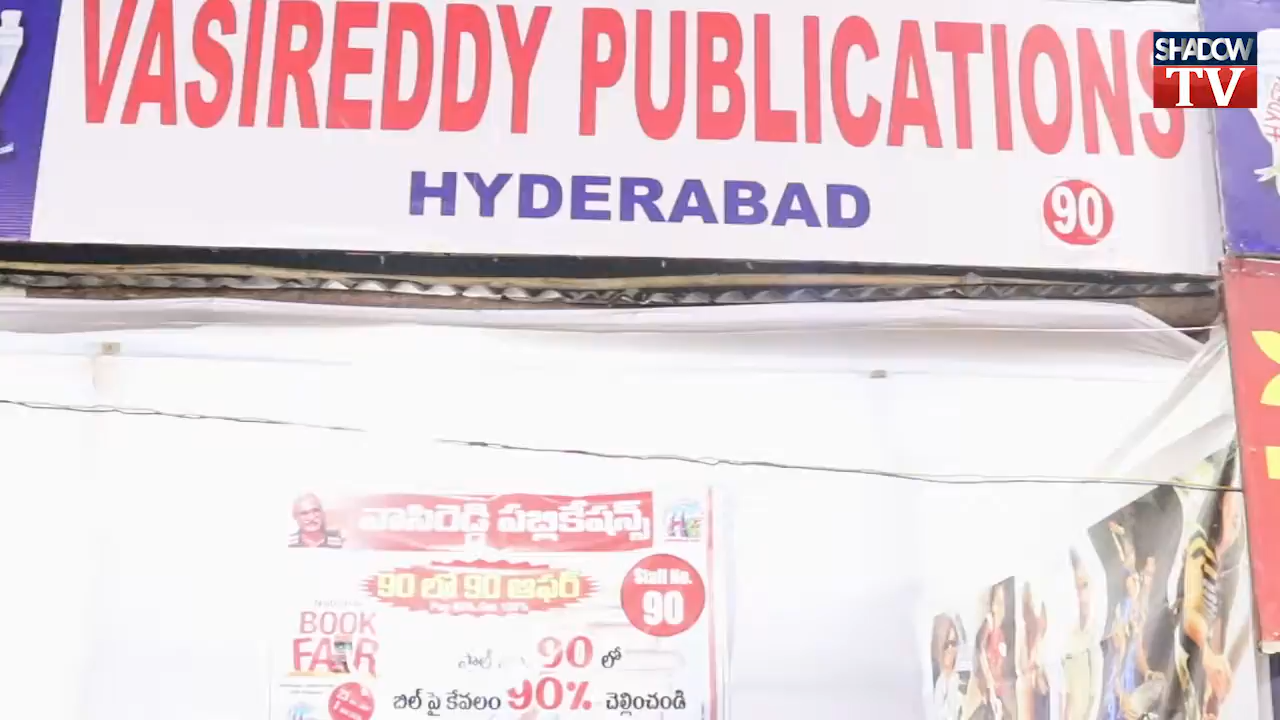 VASIREDDY PUBLICATIONS
SHADOW
TV
HYDERABAD
90
వాసిరెడ్డి పబ్లికేషన్స్
90 లో 90 ఆఫర్
Stall No.
90
BOOK
FAIR
90 లో
బిల్ పై కేవలం 90% చెల్లించండి